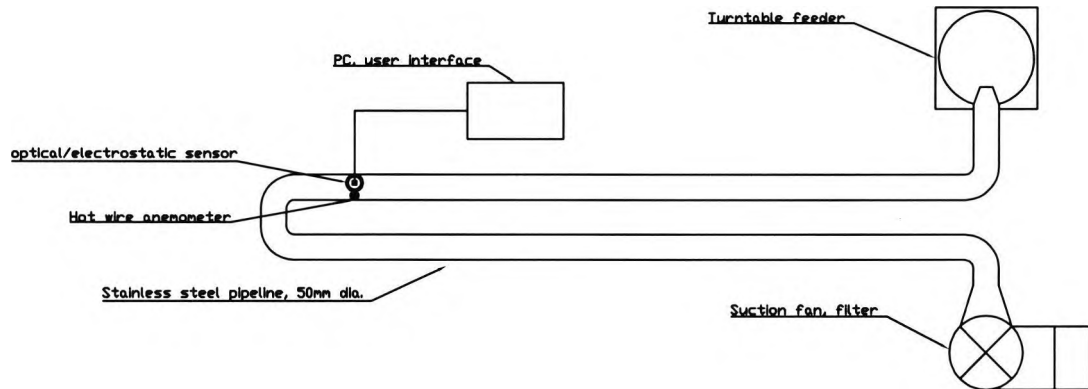 Turntable feeder
PC, user interface
optical/electrostatic sensor
Hot wire anemometer
Stainless steel pipeline, 50mm dia.
Suction fan, filter